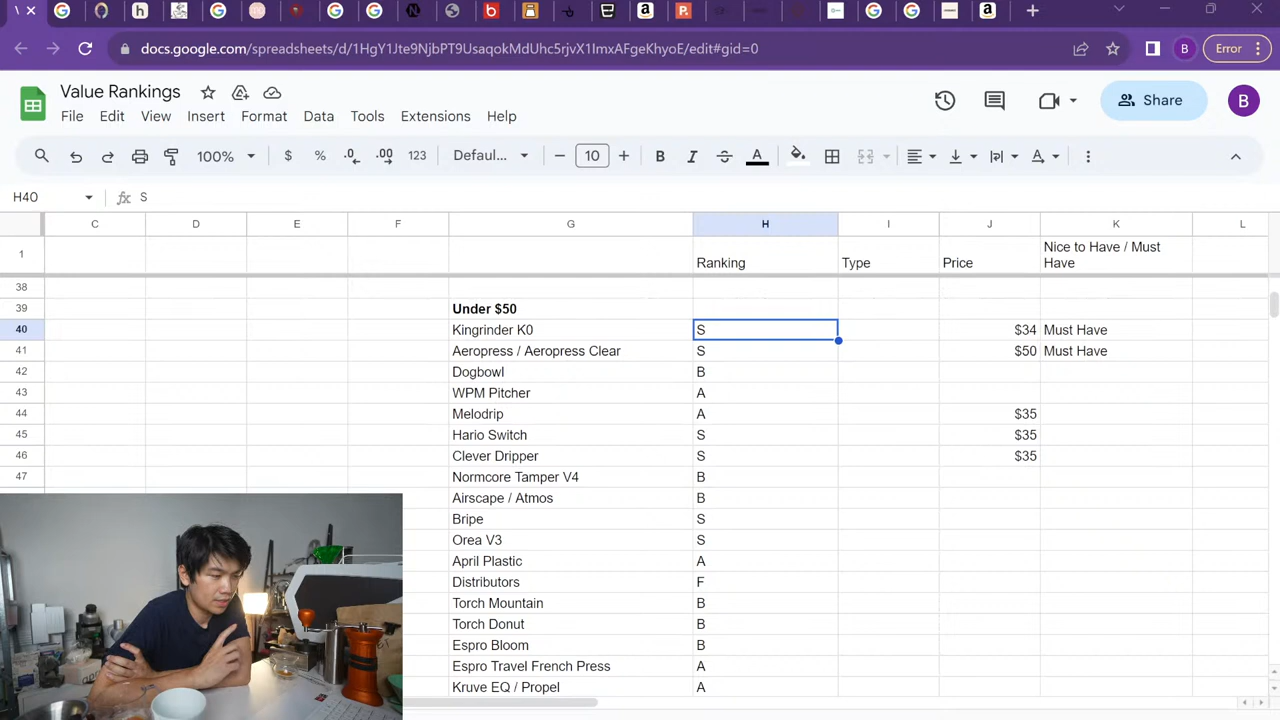 docs.google.com/spreadsheets/d/1HgY1Jte9NjbPT9UsaqokMdUhc5rjvX1ImxAFgeKhyoE/edit#gid=0
B
Error
Value Rankings
File Edit View Insert Format Data Tools Extensions Help
Share
B
100% $ % .0 .00 123 Defaul... 10 B I A
H40 fx S
C D E F G H I J K L
1 Ranking Type Price Nice to Have / Must
Have
38
39 Under $50
40 Kingrinder K0 S $34 Must Have
41 Aeropress / Aeropress Clear S $50 Must Have
42 Dogbowl B
43 WPM Pitcher A
44 Melodrip A $35
45 Hario Switch S $35
46 Clever Dripper S $35
47 Normcore Tamper V4 B
Airscape / Atmos B
Bripe S
Orea V3 S
April Plastic A
Distributors F
Torch Mountain B
Torch Donut B
Espro Bloom B
Espro Travel French Press A
Kruve EQ / Propel A